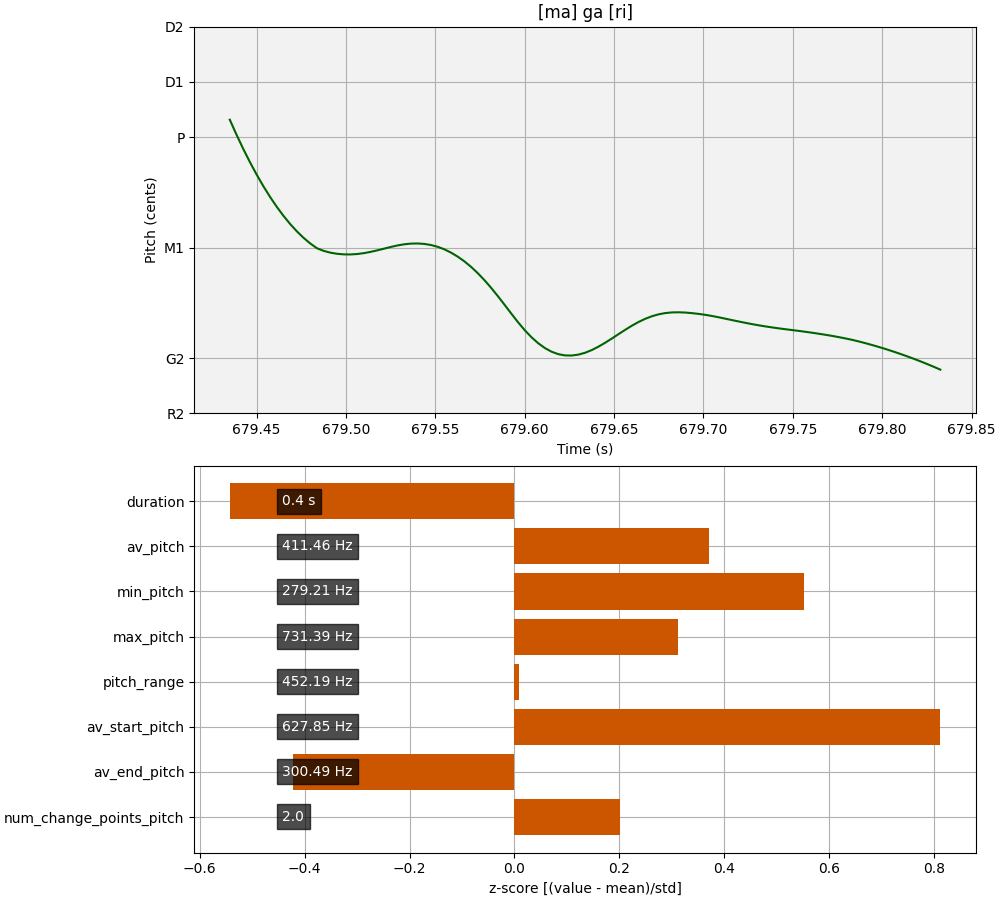 [ma] ga [ri]
D2
D1
P
M1
G2
R2
Pitch (cents)
679.45 679.50 679.55 679.60 679.65 679.70 679.75 679.80 679.85
Time (s)
duration 0.4 s
av_pitch 411.46 Hz
min_pitch 279.21 Hz
max_pitch 731.39 Hz
pitch_range 452.19 Hz
av_start_pitch 627.85 Hz
av_end_pitch 300.49 Hz
num_change_points_pitch 2.0
−0.6 −0.4 −0.2 0.0 0.2 0.4 0.6 0.8
z-score [(value - mean)/std]